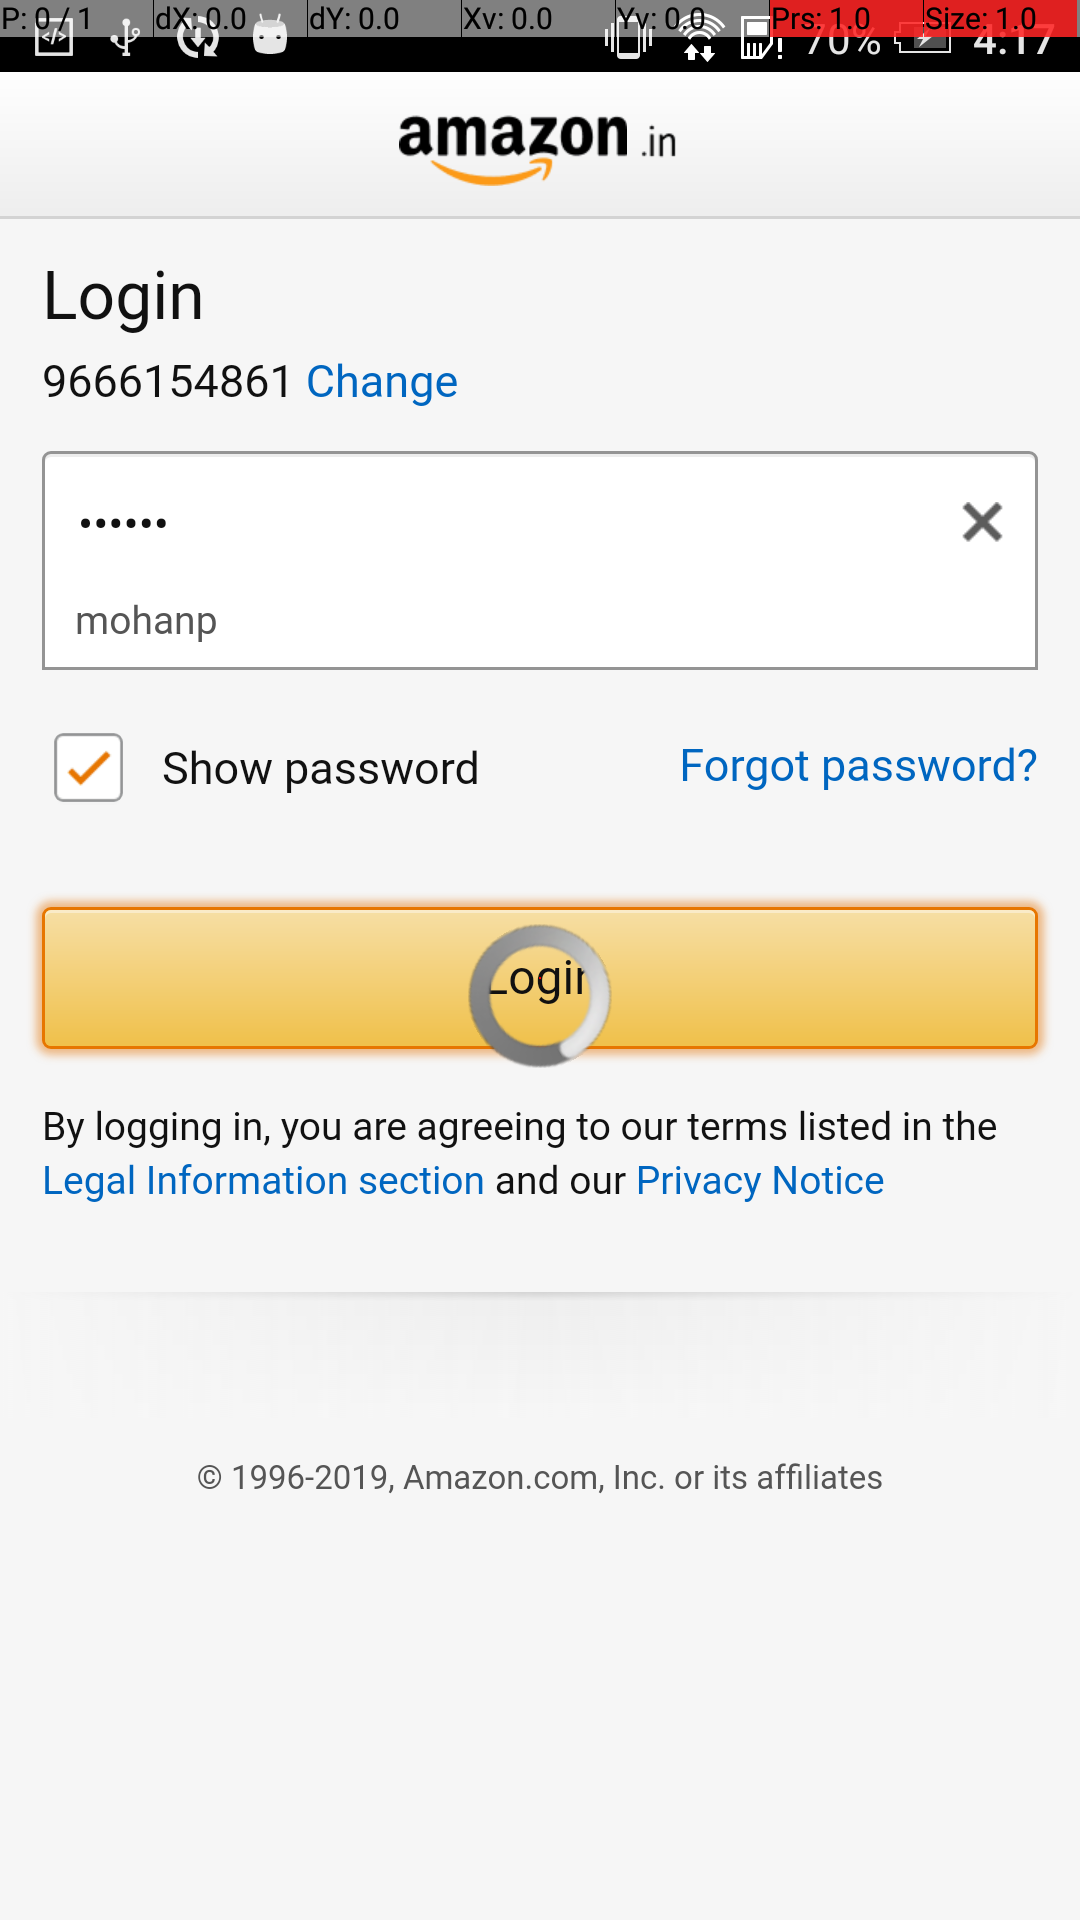 P: 0 / 1 dX: 0.0 dY: 0.0 Xv: 0.0 Yv: 0.0 Prs: 1.0 Size: 1.0
70% 4:17
amazon.in
Login
9666154861 Change
••••••
mohanp
Show password Forgot password?
Login
By logging in, you are agreeing to our terms listed in the
Legal Information section and our Privacy Notice
© 1996-2019, Amazon.com, Inc. or its affiliates